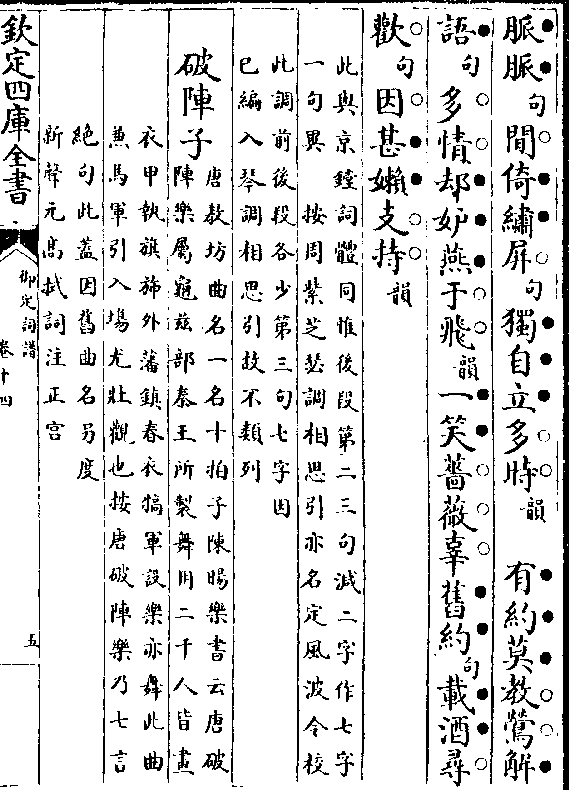 脈脈句閒倚繡屏句獨自立多時韻　有約莫教鶯解
語句多情却妒燕于飛韻一笑薔薇辜舊約句載酒尋
歡句因甚嬾支持韻
此與京鏜詞體同惟後段第二三句減二字作七字
一句異　按周紫芝瑟調相思引亦名定風波令校
此調前後段各少第三句七字因
已編入琴調相思引故不類列
破陣子
唐教坊曲名一名十拍子陳暘樂書云唐破
陣樂屬龜茲部秦王所製舞用二千人皆畫
衣甲執旗斾外藩鎮春衣犒軍設樂亦舞此曲
兼馬軍引入場尤壯觀也按唐破陣樂乃七言
絶句此蓋因舊曲名另度
新聲元高拭詞注正宮
欽定四庫全書
御定詞譜
卷十四
五